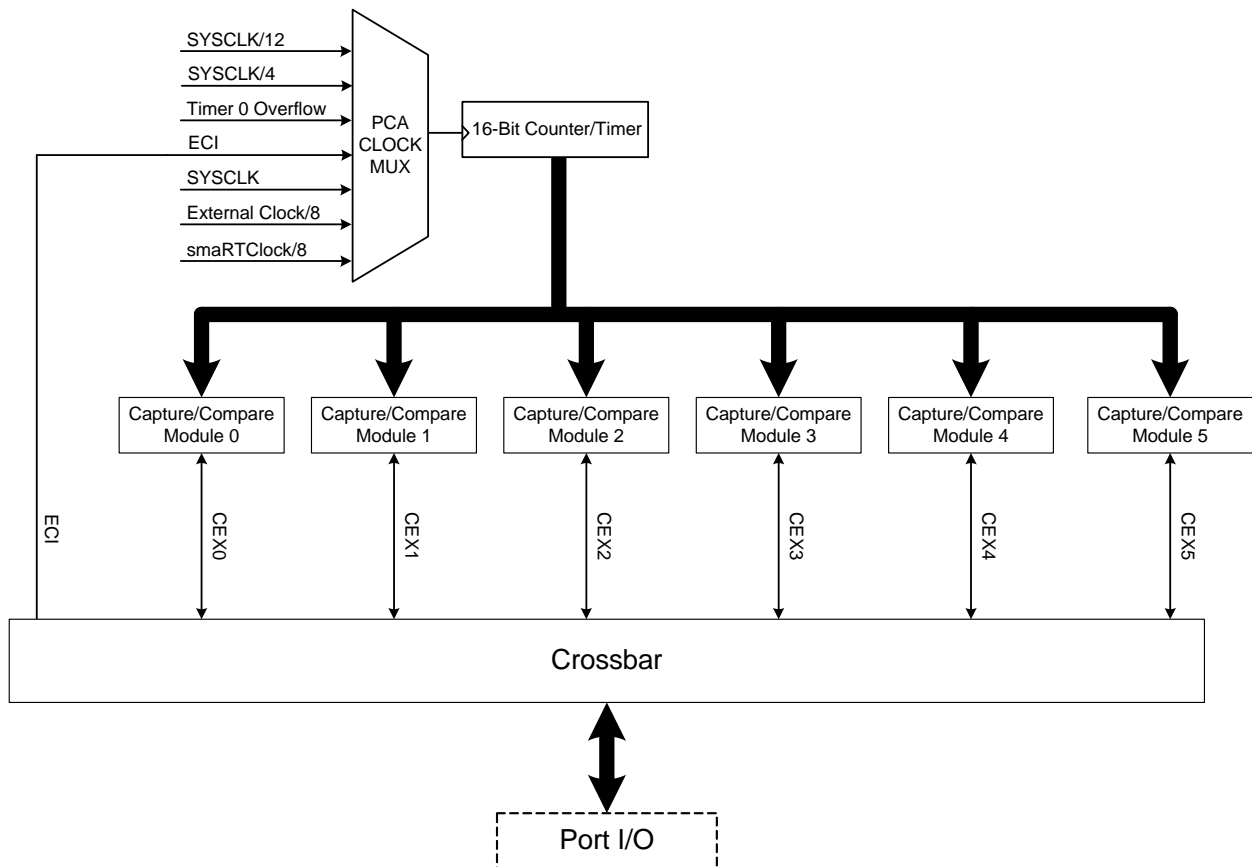 SYSCLK/12
SYSCLK/4
Timer 0 Overflow
ECI
SYSCLK
External Clock/8
smaRTClock/8
PCA
CLOCK
MUX
16-Bit Counter/Timer
Capture/Compare
Module 0
Capture/Compare
Module 1
Capture/Compare
Module 2
Capture/Compare
Module 3
Capture/Compare
Module 4
Capture/Compare
Module 5
ECI
CEX0
CEX1
CEX2
CEX3
CEX4
CEX5
Crossbar
Port I/O